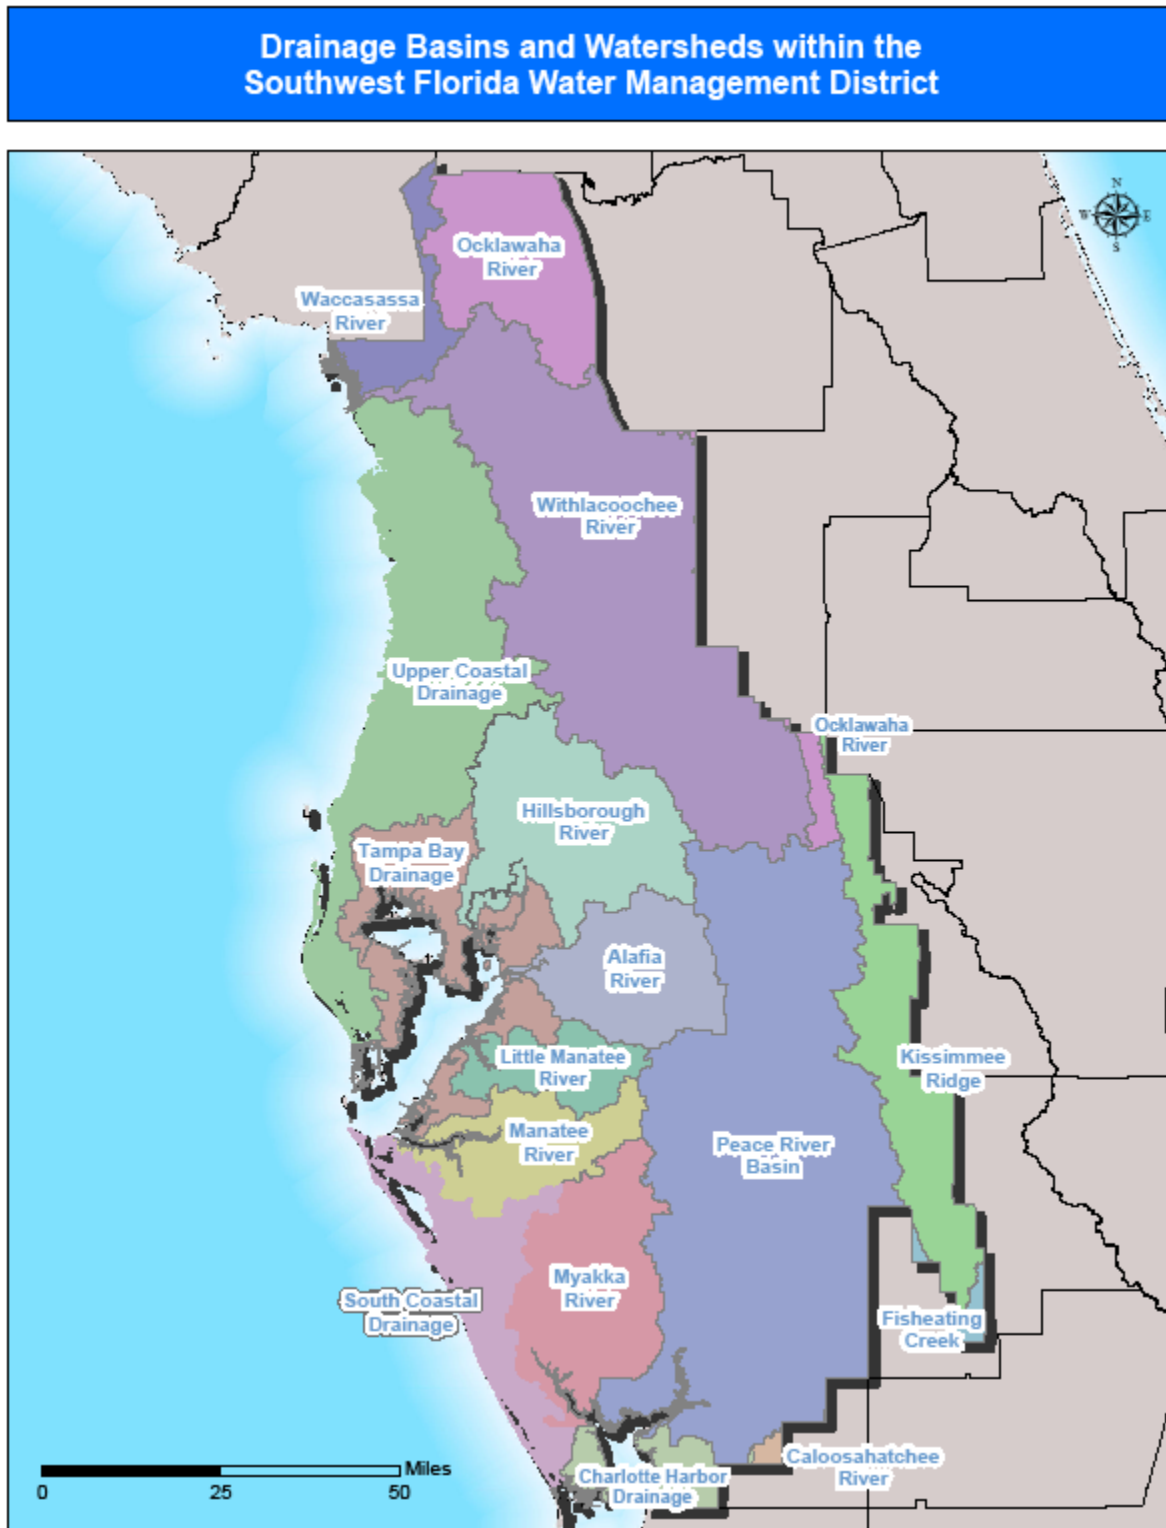 Drainage Basins and Watersheds within the
Southwest Florida Water Management District
N
W
E
S
Ocklawaha
River
Waccasassa
River
Withlacoochee
River
Upper Coastal
Drainage
Ocklawaha
River
Hillsborough
River
Tampa Bay
Drainage
Alafia
River
Little Manatee
River
Kissimmee
Ridge
Manatee
River
Peace River
Basin
Myakka
River
South Coastal
Drainage
Fisheating
Creek
Caloosahatchee
River
Charlotte Harbor
Drainage
Miles
0 25 50